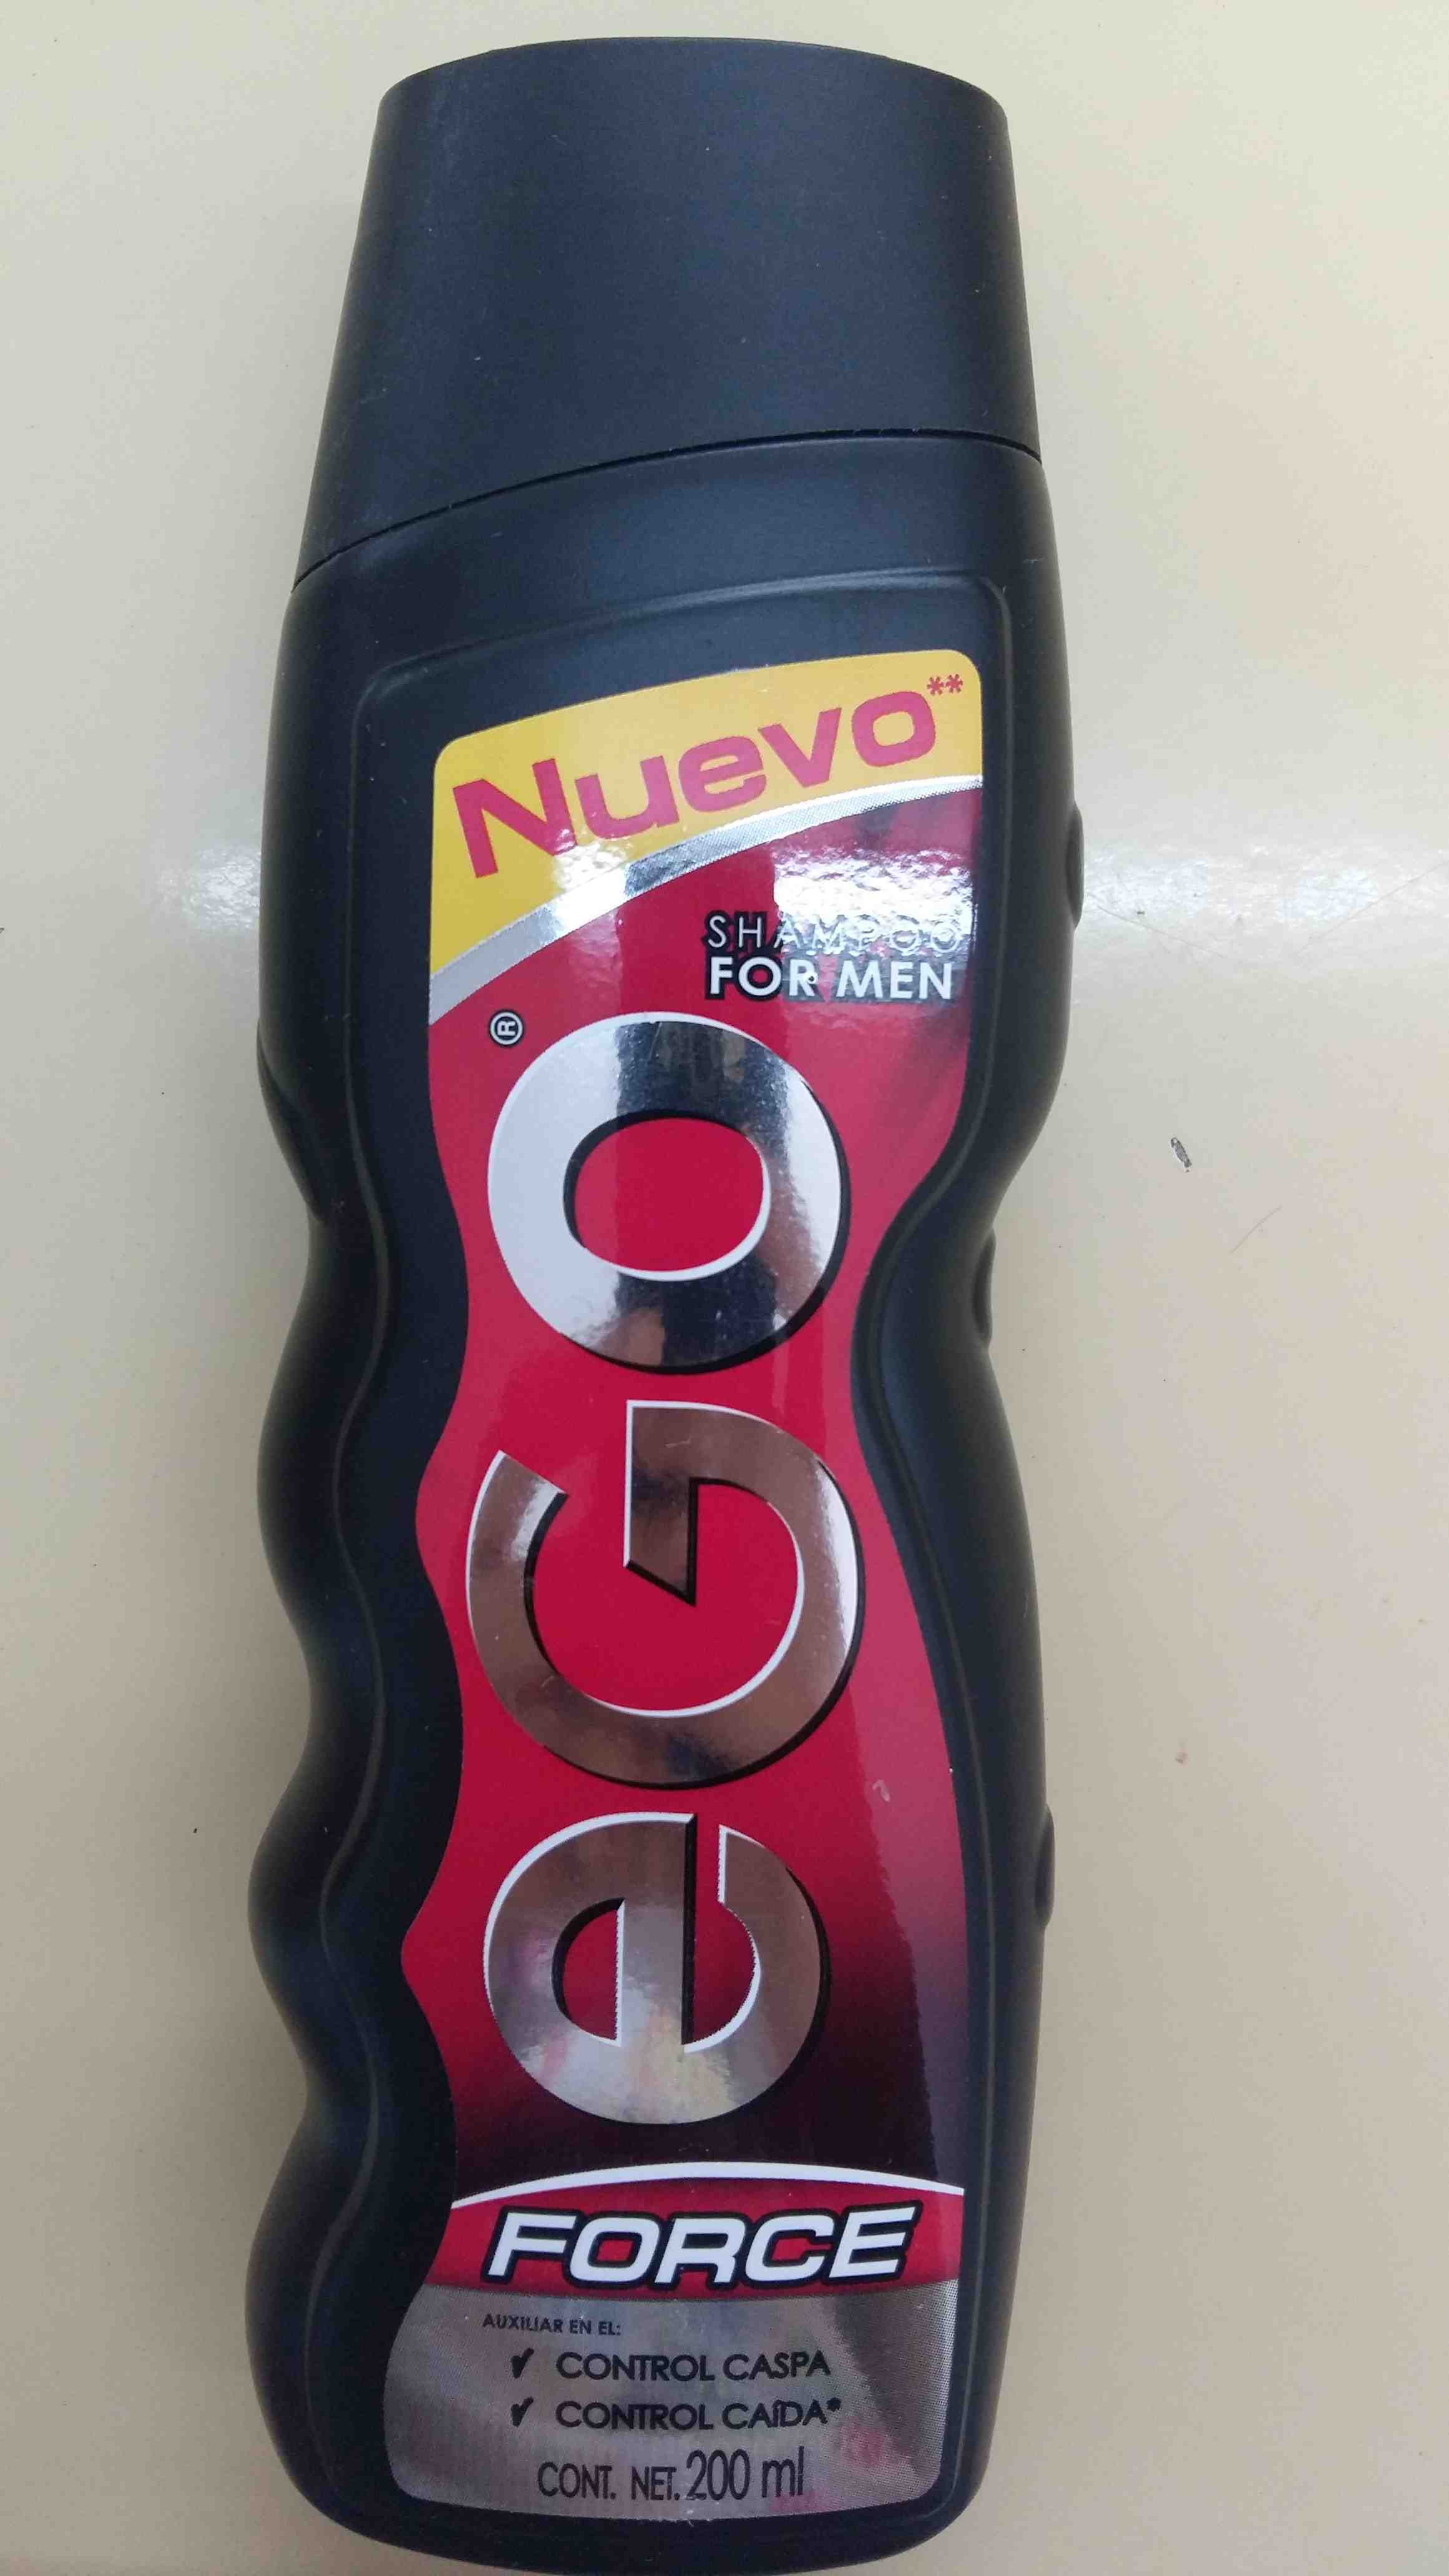 Nuevo**
SHAMPOO
FOR MEN
eGO®
FORCE
AUXILIAR EN EL:
✓ CONTROL CASPA
✓ CONTROL CAÍDA*
CONT. NET. 200 ml